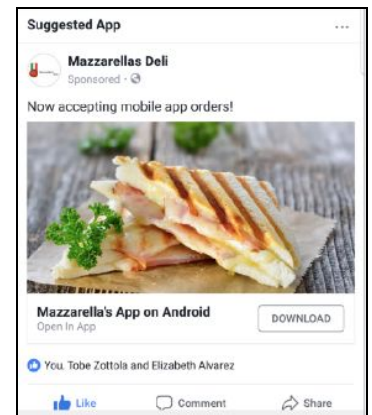 Suggested App
Mazzarellas Deli
Sponsored ·
Now accepting mobile app orders!
Mazzarella's App on Android
Open In App
DOWNLOAD
You, Tobe Zottola and Elizabeth Alvarez
Like Comment Share